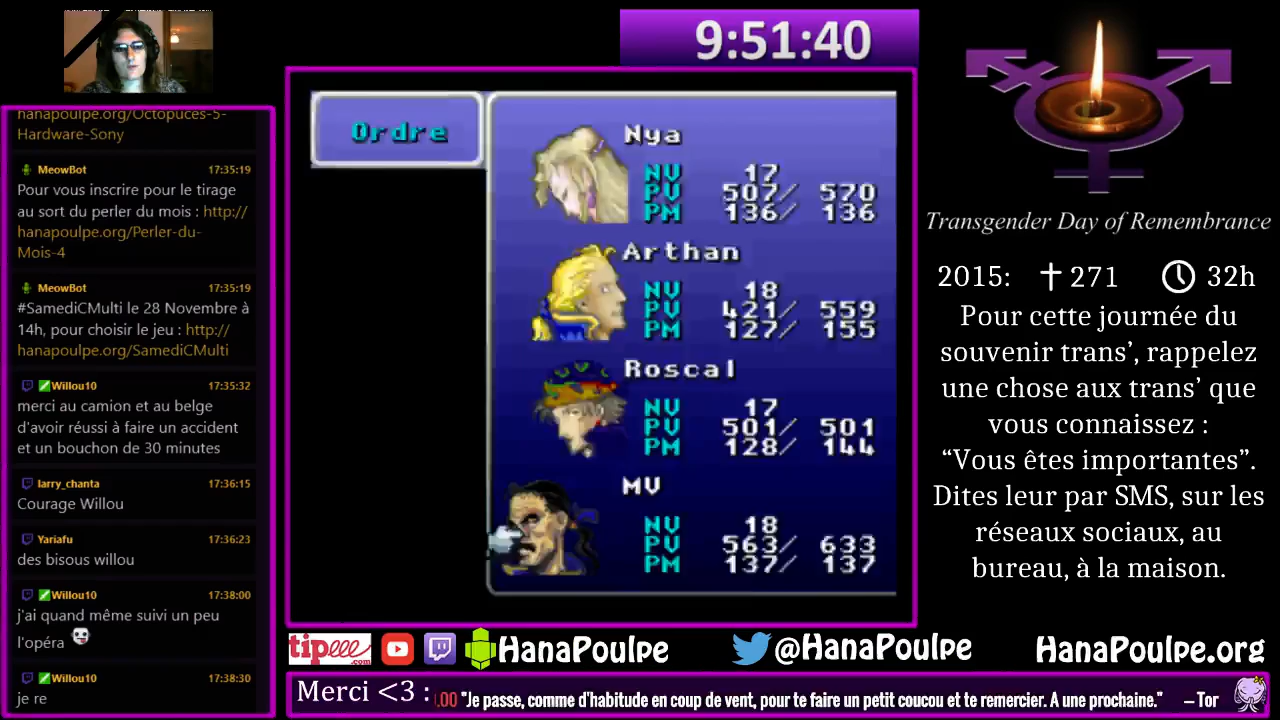 9:51:40
hanapoulpe.org/Octopuces-5-
Hardware-Sony
MeowBot 17:35:19
Pour vous inscrire pour le tirage
au sort du perler du mois : http://
hanapoulpe.org/Perler-du-
Mois-4
MeowBot 17:35:19
#SamediCMulti le 28 Novembre à
14h, pour choisir le jeu : http://
hanapoulpe.org/SamediCMulti
Willou10 17:35:32
merci au camion et au belge
d'avoir réussi à faire un accident
et un bouchon de 30 minutes
larry_chanta 17:36:15
Courage Willou
Yariafu 17:36:23
des bisous willou
Willou10 17:38:00
j'ai quand même suivi un peu
l'opéra
Willou10 17:38:30
je re
Ordre
Nya
NV 17
PV 507/ 570
PM 136/ 136
Arthan
NV 18
PV 421/ 559
PM 127/ 155
Roscal
NV 17
PV 501/ 501
PM 128/ 144
MV
NV 18
PV 563/ 633
PM 137/ 137
Transgender Day of Remembrance
2015: 271 32h
Pour cette journée du
souvenir trans', rappelez
une chose aux trans' que
vous connaissez :
“Vous êtes importantes”.
Dites leur par SMS, sur les
réseaux sociaux, au
bureau, à la maison.
tipeee.com HanaPoulpe @HanaPoulpe HanaPoulpe.org
Merci <3 : .00 "Je passe, comme d'habitude en coup de vent, pour te faire un petit coucou et te remercier. A une prochaine." —Tor